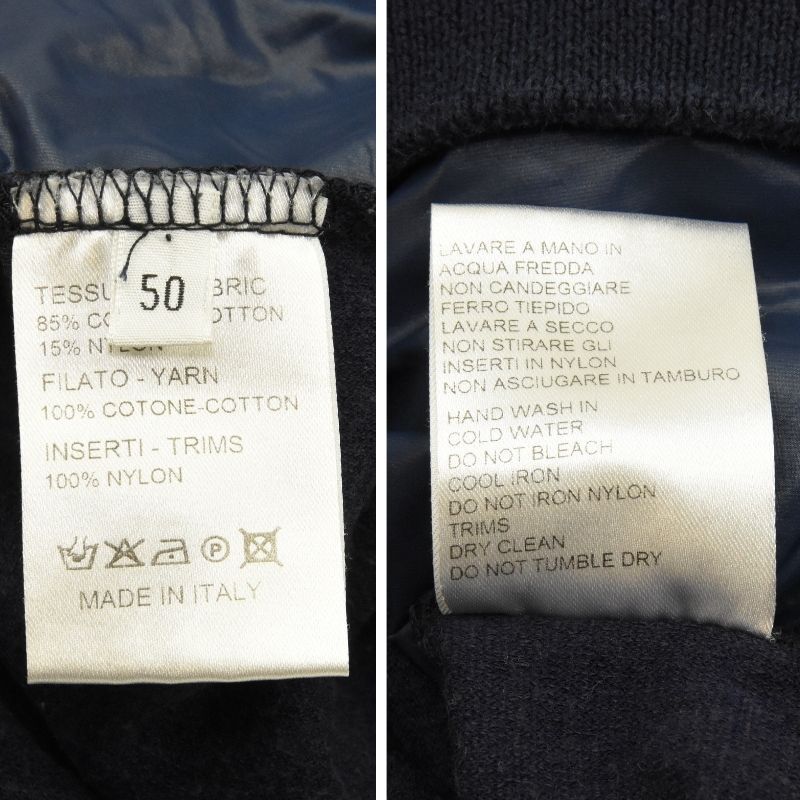 50
BRIC
85% OTTON
15% NYLON
FILATO - YARN
100% COTONE-COTTON
INSERTI - TRIMS
100% NYLON
P
MADE IN ITALY
LAVARE A MANO IN
ACQUA FREDDA
NON CANDEGGIARE
FERRO TIEPIDO
LAVARE A SECCO
NON STIRARE GLI
INSERTI IN NYLON
NON ASCIUGARE IN TAMBURO
HAND WASH IN
COLD WATER
DO NOT BLEACH
COOL IRON
DO NOT IRON NYLON
TRIMS
DRY CLEAN
DO NOT TUMBLE DRY